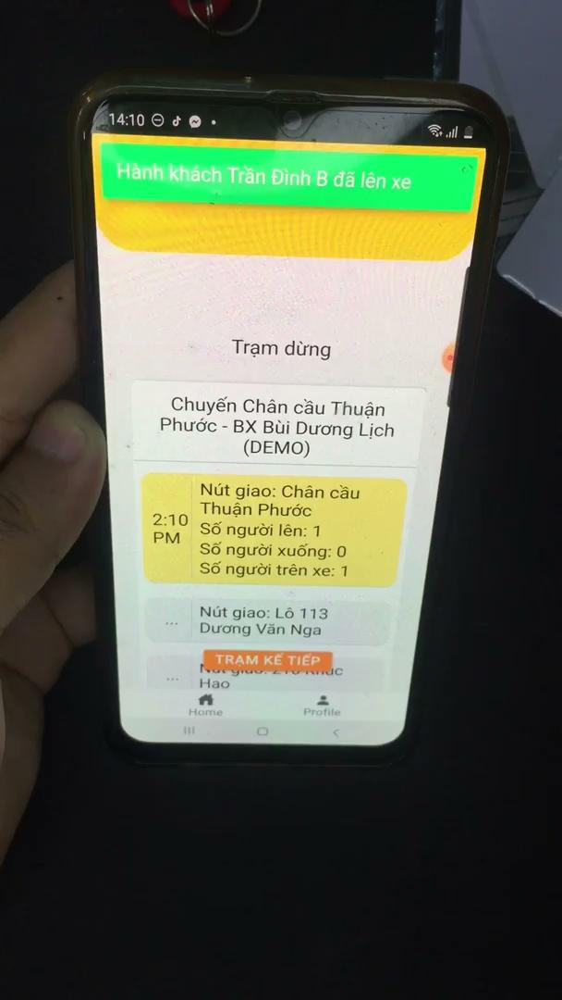 14:10
Hành khách Trần Đình B đã lên xe
Trạm dừng
Chuyến Chân cầu Thuận
Phước - BX Bùi Dương Lịch
(DEMO)
2:10
PM
Nút giao: Chân cầu
Thuận Phước
Số người lên: 1
Số người xuống: 0
Số người trên xe: 1
...
Nút giao: Lô 113
Dương Văn Nga
TRẠM KẾ TIẾP
...
Nút giao: 210 Khúc
Hạo
Home
Profile